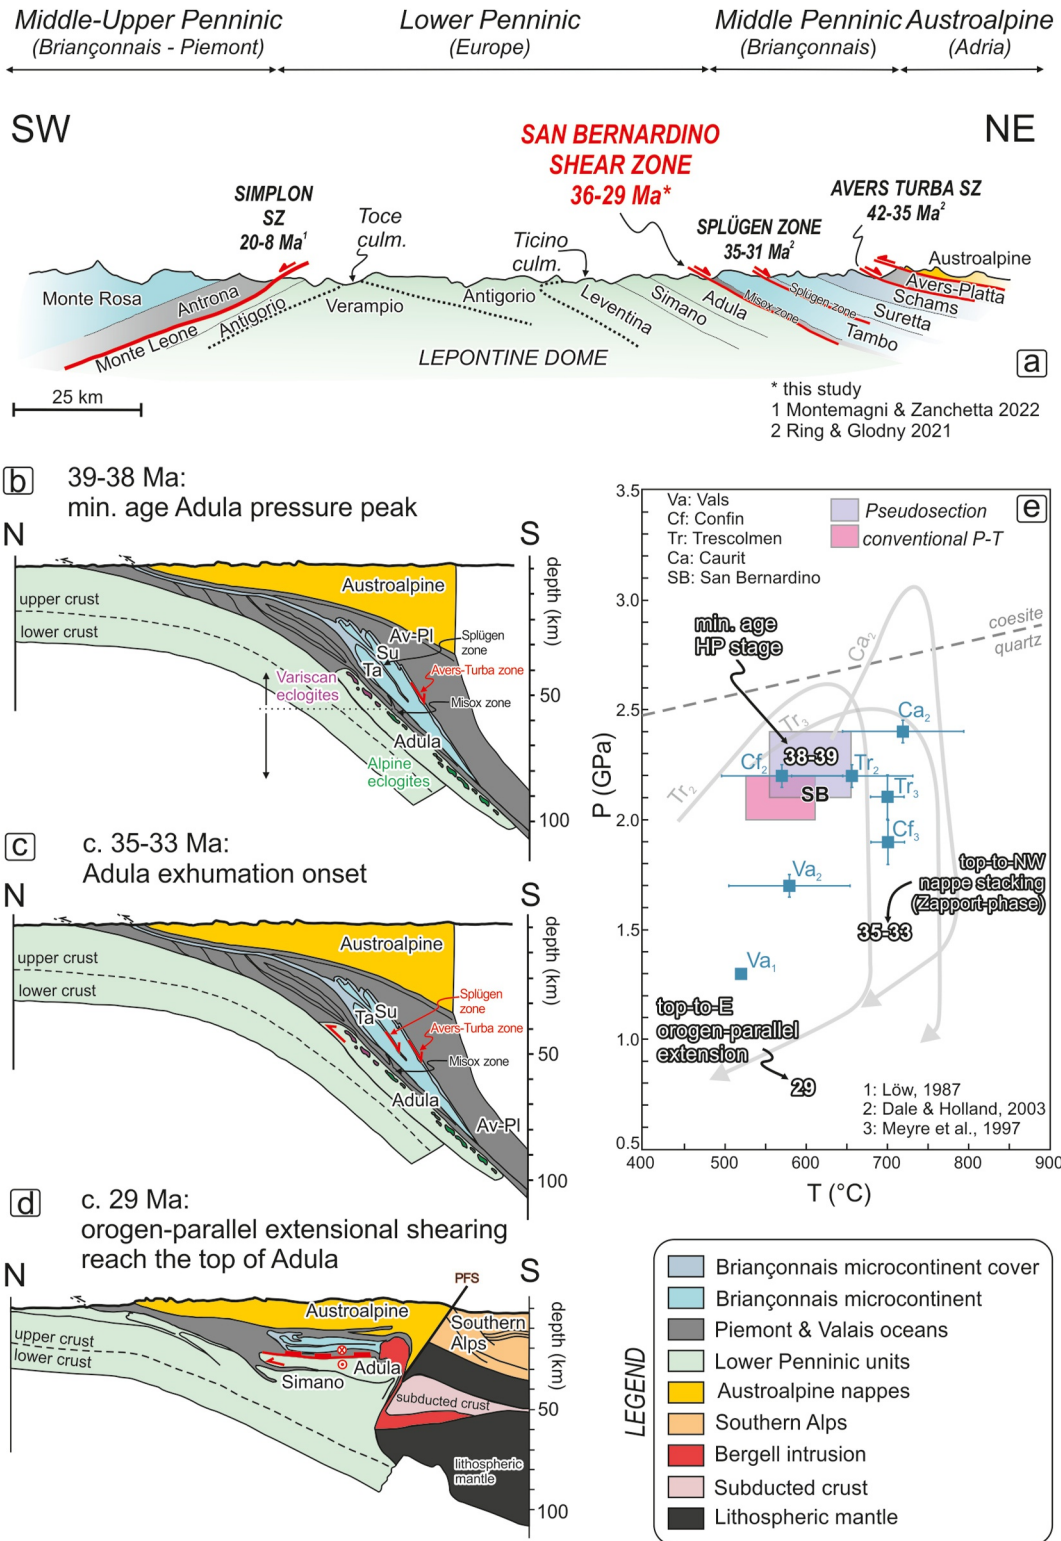 Middle-Upper Penninic
(Briançonnais - Piemont)
Lower Penninic
(Europe)
Middle Penninic
(Briançonnais)
Austroalpine
(Adria)
SW
NE
SAN BERNARDINO
SHEAR ZONE
36-29 Ma*
SIMPLON
SZ
20-8 Ma1
Toce
culm.
Ticino
culm.
SPLÜGEN ZONE
35-31 Ma2
AVERS TURBA SZ
42-35 Ma2
Monte Rosa
Antrona
Monte Leone
Antigorio
Verampio
Antigorio
Leventina
Simano
Adula
Misox zone
Splügen zone
Tambo
Suretta
Schams
Avers-Platta
Austroalpine
LEPONTINE DOME
a
25 km
* this study
1 Montemagni & Zanchetta 2022
2 Ring & Glodny 2021
b
39-38 Ma:
min. age Adula pressure peak
N
S
Austroalpine
upper crust
lower crust
Av-Pl
Su
Ta
Splügen
zone
Avers-Turba zone
Misox zone
Variscan
eclogites
Adula
Alpine
eclogites
depth (km)
50
100
c
c. 35-33 Ma:
Adula exhumation onset
N
S
Austroalpine
upper crust
lower crust
Ta
Su
Splügen
zone
Avers-Turba zone
Misox zone
Adula
Av-Pl
depth (km)
50
100
d
c. 29 Ma:
orogen-parallel extensional shearing
reach the top of Adula
N
S
PFS
Austroalpine
Southern
Alps
upper crust
lower crust
Adula
Simano
subducted crust
lithospheric
mantle
depth (km)
50
100
e
Va: Vals
Cf: Confin
Tr: Trescolmen
Ca: Caurit
SB: San Bernardino
Pseudosection
conventional P-T
coesite
quartz
min. age
HP stage
Ca2
Tr3
Tr2
38-39
SB
Cf2
Tr2
Ca2
Tr3
Cf3
Va2
Va1
top-to-NW
nappe stacking
(Zapport-phase)
35-33
top-to-E
orogen-parallel
extension
29
1: Löw, 1987
2: Dale & Holland, 2003
3: Meyre et al., 1997
P (GPa)
3.5
3.0
2.5
2.0
1.5
1.0
0.5
400
500
600
700
800
900
T (°C)
LEGEND
Briançonnais microcontinent cover
Briançonnais microcontinent
Piemont & Valais oceans
Lower Penninic units
Austroalpine nappes
Southern Alps
Bergell intrusion
Subducted crust
Lithospheric mantle